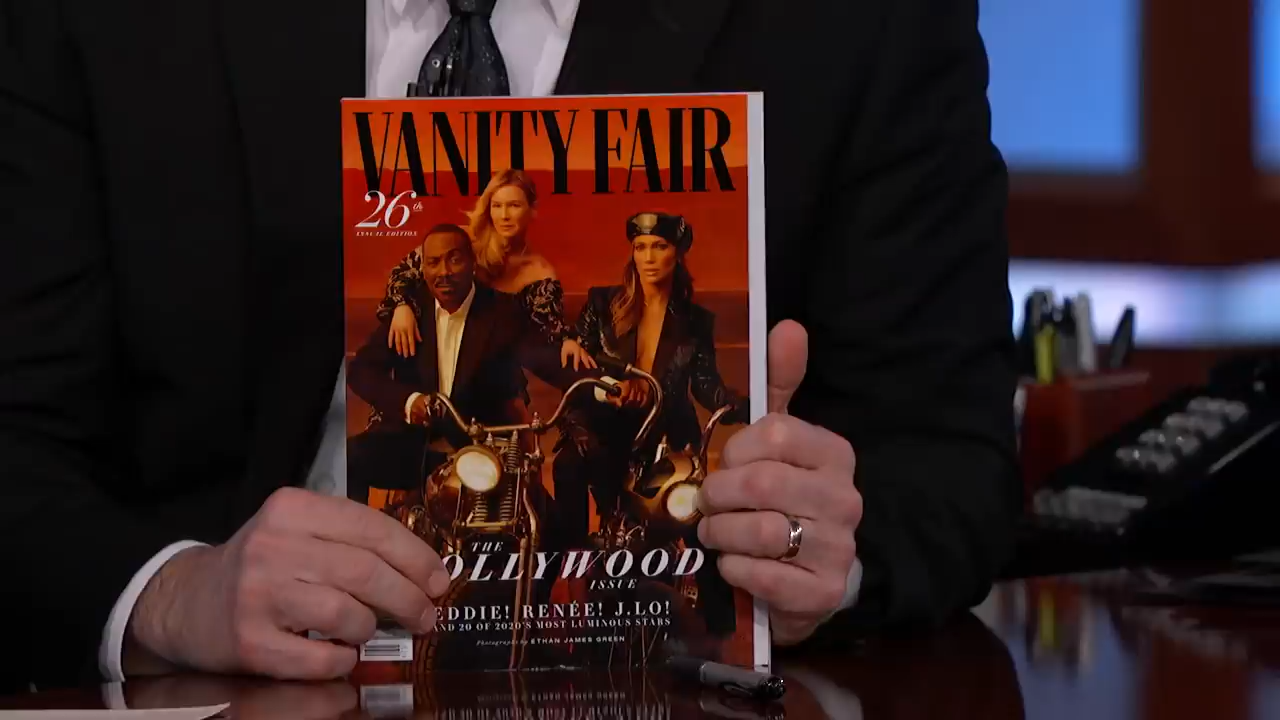 VANITY FAIR
26th
ANNUAL EDITION
THE
OLLYWOOD
ISSUE
EDDIE! RENÉE! J.LO!
AND 20 OF 2020'S MOST LUMINOUS STARS
Photographs by ETHAN JAMES GREEN